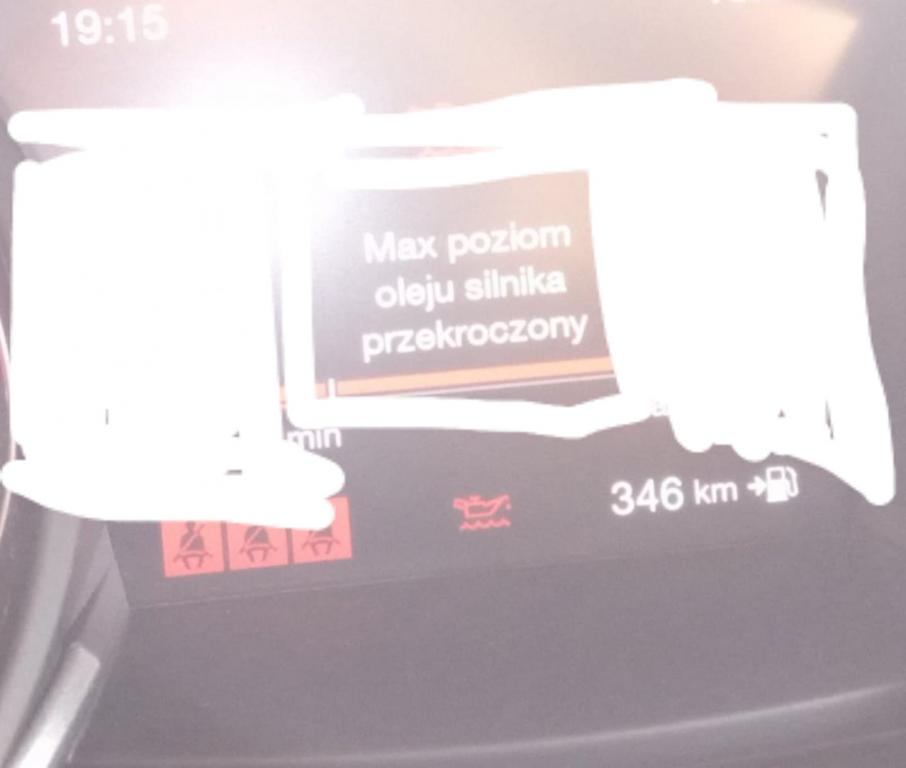 19:15
Max poziom
oleju silnika
przekroczony
min
346 km